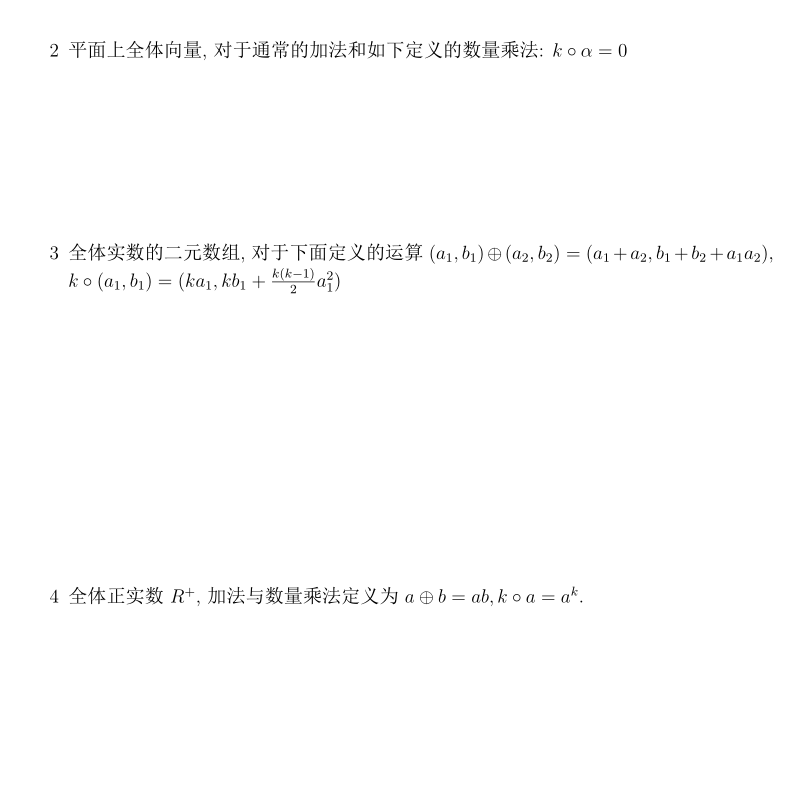 2 平面上全体向量, 对于通常的加法和如下定义的数量乘法: $k \circ \alpha = 0$
3 全体实数的二元数组, 对于下面定义的运算 $(a_1, b_1) \oplus (a_2, b_2) = (a_1 + a_2, b_1 + b_2 + a_1 a_2)$,
$k \circ (a_1, b_1) = (ka_1, kb_1 + \frac{k(k-1)}{2} a_1^2)$
4 全体正实数 $R^+$, 加法与数量乘法定义为 $a \oplus b = ab, k \circ a = a^k$.